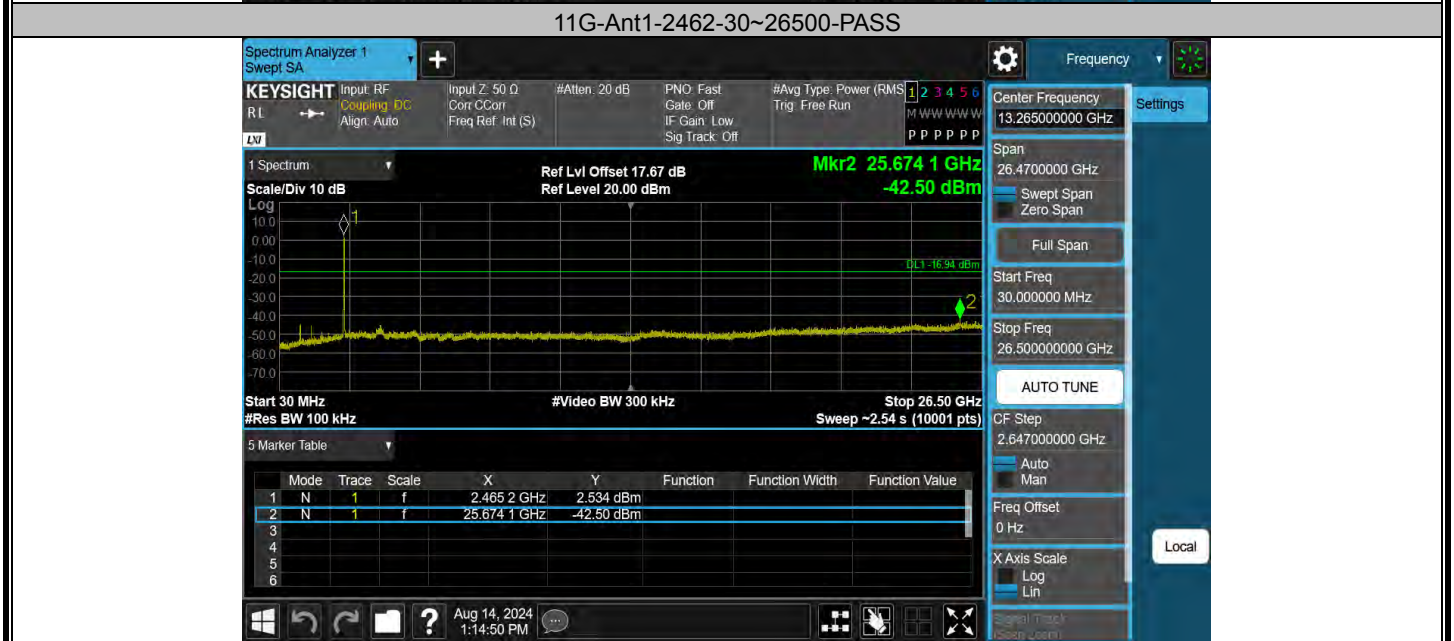 11G-Ant1-2462-30~26500-PASS
Spectrum Analyzer 1
Swept SA
+
Frequency
KEYSIGHT
RL
LXI
Input: RF
Coupling: DC
Align: Auto
Input Z: 50 Ω
Corr CCorr
Freq Ref: Int (S)
#Atten: 20 dB
PNO: Fast
Gate: Off
IF Gain: Low
Sig Track: Off
#Avg Type: Power (RMS
Trig: Free Run
1 2 3 4 5 6
M W W W W W
P P P P P P
Center Frequency
13.265000000 GHz
Settings
1 Spectrum
Scale/Div 10 dB
Ref Lvl Offset 17.67 dB
Ref Level 20.00 dBm
Mkr2 25.674 1 GHz
-42.50 dBm
Span
26.4700000 GHz
Swept Span
Zero Span
Full Span
Log
10.0
0.00
-10.0
-20.0
-30.0
-40.0
-50.0
-60.0
-70.0
1
DL1 -16.94 dBm
2
Start Freq
30.000000 MHz
Stop Freq
26.500000000 GHz
AUTO TUNE
Start 30 MHz
#Video BW 300 kHz
Stop 26.50 GHz
#Res BW 100 kHz
Sweep ~2.54 s (10001 pts)
CF Step
2.647000000 GHz
Auto
Man
5 Marker Table
Mode Trace Scale X Y Function Function Width Function Value
1 N 1 f 2.465 2 GHz 2.534 dBm
2 N 1 f 25.674 1 GHz -42.50 dBm
3
4
5
6
Freq Offset
0 Hz
Local
X Axis Scale
Log
Lin
Signal Track
(Span Zoom)
?
Aug 14, 2024
1:14:50 PM